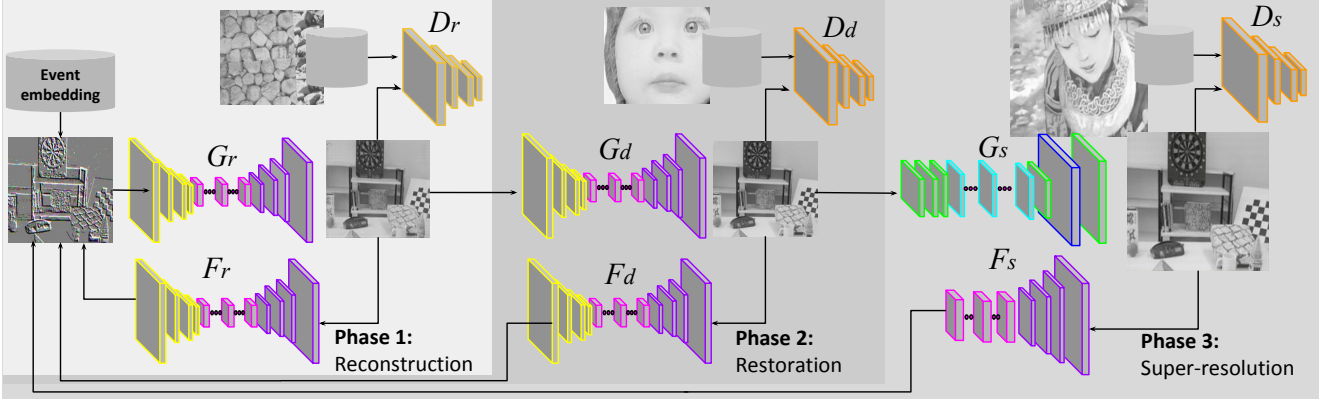 Dr
Dd
Ds
Event
embedding
Gr
Gd
Gs
Fr
Fd
Fs
Phase 1:
Reconstruction
Phase 2:
Restoration
Phase 3:
Super-resolution